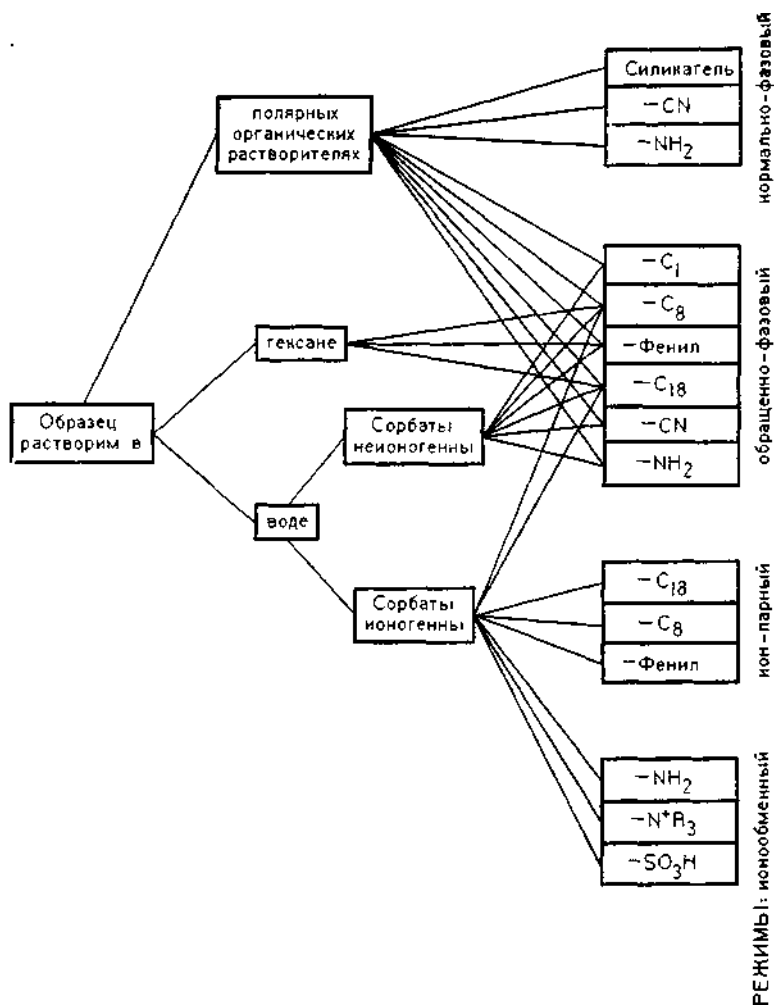 полярных
органических
растворителях
гексане
Образец
растворим в
Сорбаты
неионогенны
воде
Сорбаты
ионогенны
Силикагель
-CN
-NH₂
-C₁
-C₈
-Фенил
-C₁₈
-CN
-NH₂
-C₁₈
-C₈
-Фенил
-NH₂
-N⁺R₃
-SO₃H
нормально-фазовый
обращенно-фазовый
ион-парный
РЕЖИМЫ: ионообменный